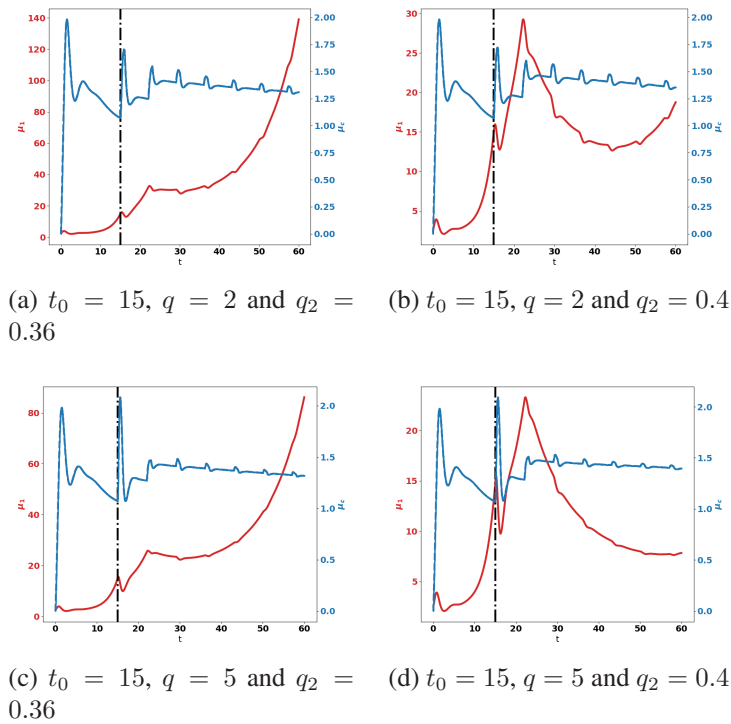 140
120
100
80
60
40
20
0
μ₁
2.00
1.75
1.50
1.25
1.00
0.75
0.50
0.25
0.00
μ_c
0 10 20 30 40 50 60
t
30
25
20
15
10
5
μ₁
2.00
1.75
1.50
1.25
1.00
0.75
0.50
0.25
0.00
μ_c
0 10 20 30 40 50 60
t
(a) t₀ = 15, q = 2 and q₂ =
0.36
(b) t₀ = 15, q = 2 and q₂ = 0.4
80
60
40
20
0
μ₁
2.0
1.5
1.0
0.5
0.0
μ_c
0 10 20 30 40 50 60
t
20
15
10
5
μ₁
2.0
1.5
1.0
0.5
0.0
μ_c
0 10 20 30 40 50 60
t
(c) t₀ = 15, q = 5 and q₂ =
0.36
(d) t₀ = 15, q = 5 and q₂ = 0.4